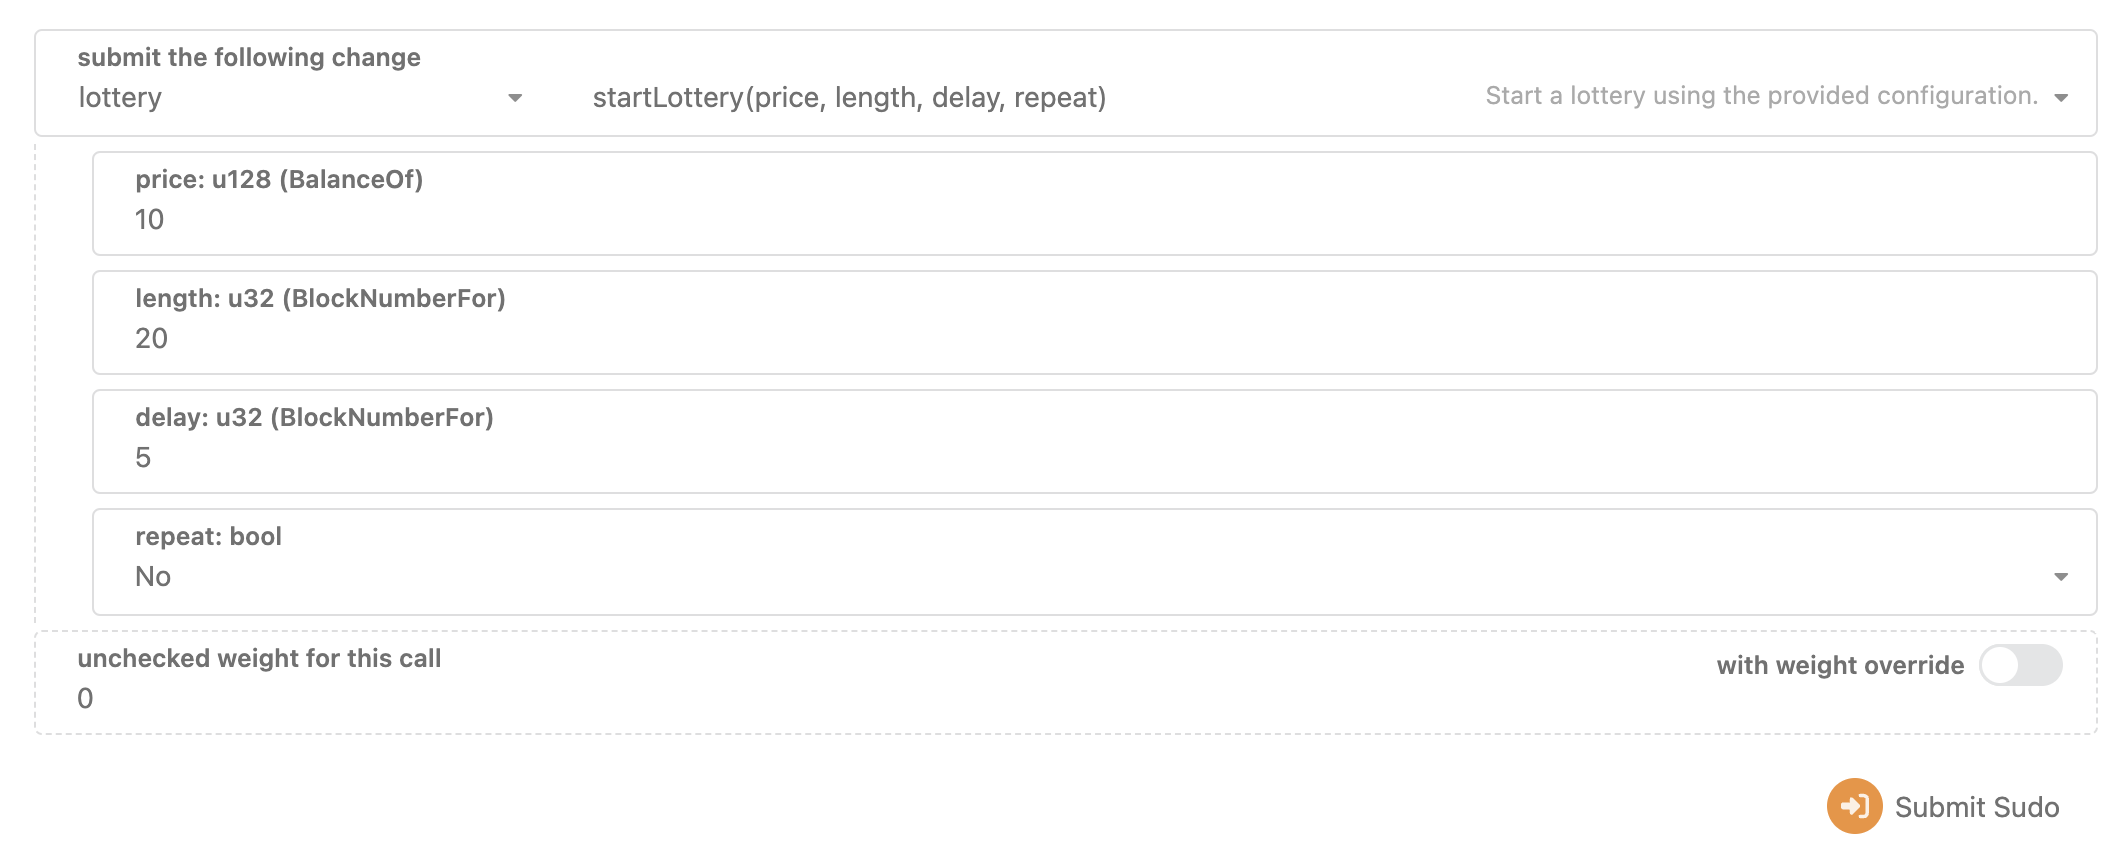 submit the following change
lottery
startLottery(price, length, delay, repeat)
Start a lottery using the provided configuration.
price: u128 (BalanceOf)
10
length: u32 (BlockNumberFor)
20
delay: u32 (BlockNumberFor)
5
repeat: bool
No
unchecked weight for this call
0
with weight override
Submit Sudo